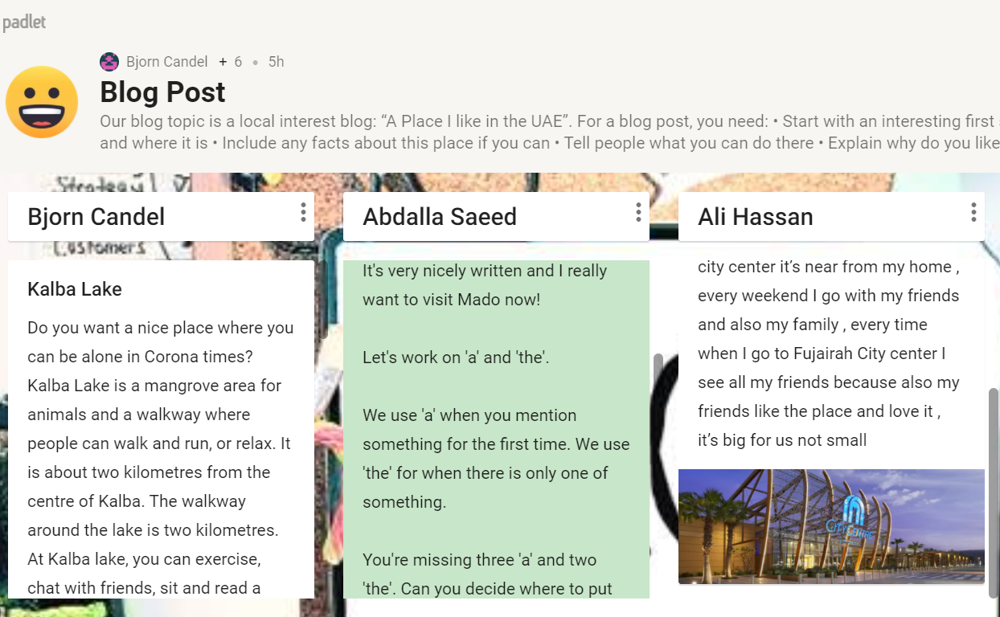 padlet
Bjorn Candel + 6 • 5h
Blog Post
Our blog topic is a local interest blog: “A Place I like in the UAE”. For a blog post, you need: • Start with an interesting first
and where it is • Include any facts about this place if you can • Tell people what you can do there • Explain why do you like
Strategy
Customers
Bjorn Candel
Kalba Lake
Do you want a nice place where you
can be alone in Corona times?
Kalba Lake is a mangrove area for
animals and a walkway where
people can walk and run, or relax. It
is about two kilometres from the
centre of Kalba. The walkway
around the lake is two kilometres.
At Kalba lake, you can exercise,
chat with friends, sit and read a
Abdalla Saeed
It's very nicely written and I really
want to visit Mado now!
Let's work on 'a' and 'the'.
We use 'a' when you mention
something for the first time. We use
'the' for when there is only one of
something.
You're missing three 'a' and two
'the'. Can you decide where to put
Ali Hassan
city center it’s near from my home ,
every weekend I go with my friends
and also my family , every time
when I go to Fujairah City center I
see all my friends because also my
friends like the place and love it ,
it’s big for us not small
CITY CENTRE